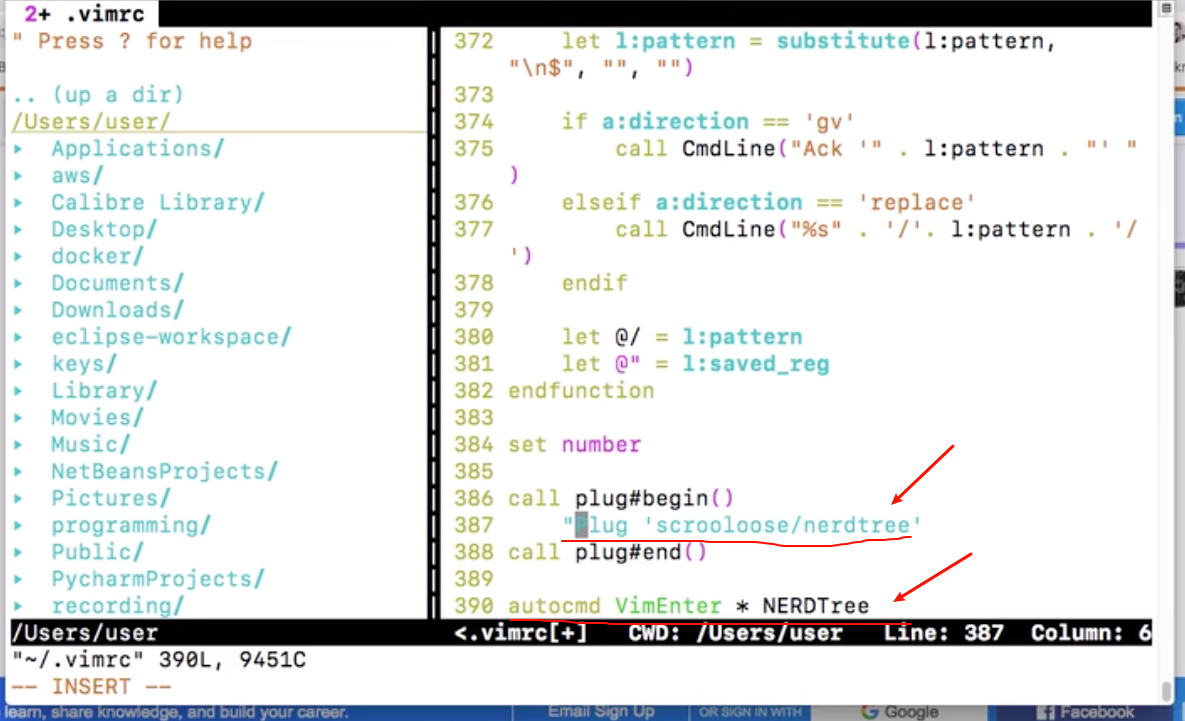 2+ .vimrc
" Press ? for help
.. (up a dir)
/Users/user/
▸ Applications/
▸ aws/
▸ Calibre Library/
▸ Desktop/
▸ docker/
▸ Documents/
▸ Downloads/
▸ eclipse-workspace/
▸ keys/
▸ Library/
▸ Movies/
▸ Music/
▸ NetBeansProjects/
▸ Pictures/
▸ programming/
▸ Public/
▸ PycharmProjects/
▸ recording/
/Users/user
372     let l:pattern = substitute(l:pattern,
"\n$", "", "")
373
374     if a:direction == 'gv'
375         call CmdLine("Ack '" . l:pattern . "' "
)
376     elseif a:direction == 'replace'
377         call CmdLine("%s" . '/'. l:pattern . '/
')
378     endif
379
380     let @/ = l:pattern
381     let @" = l:saved_reg
382 endfunction
383
384 set number
385
386 call plug#begin()
387     "Plug 'scrooloose/nerdtree'
388 call plug#end()
389
390 autocmd VimEnter * NERDTree
<.vimrc[+]   CWD: /Users/user   Line: 387  Column: 6
"~/.vimrc" 390L, 9451C
-- INSERT --
learn, share knowledge, and build your career.
Email Sign Up
OR SIGN IN WITH
Google
Facebook